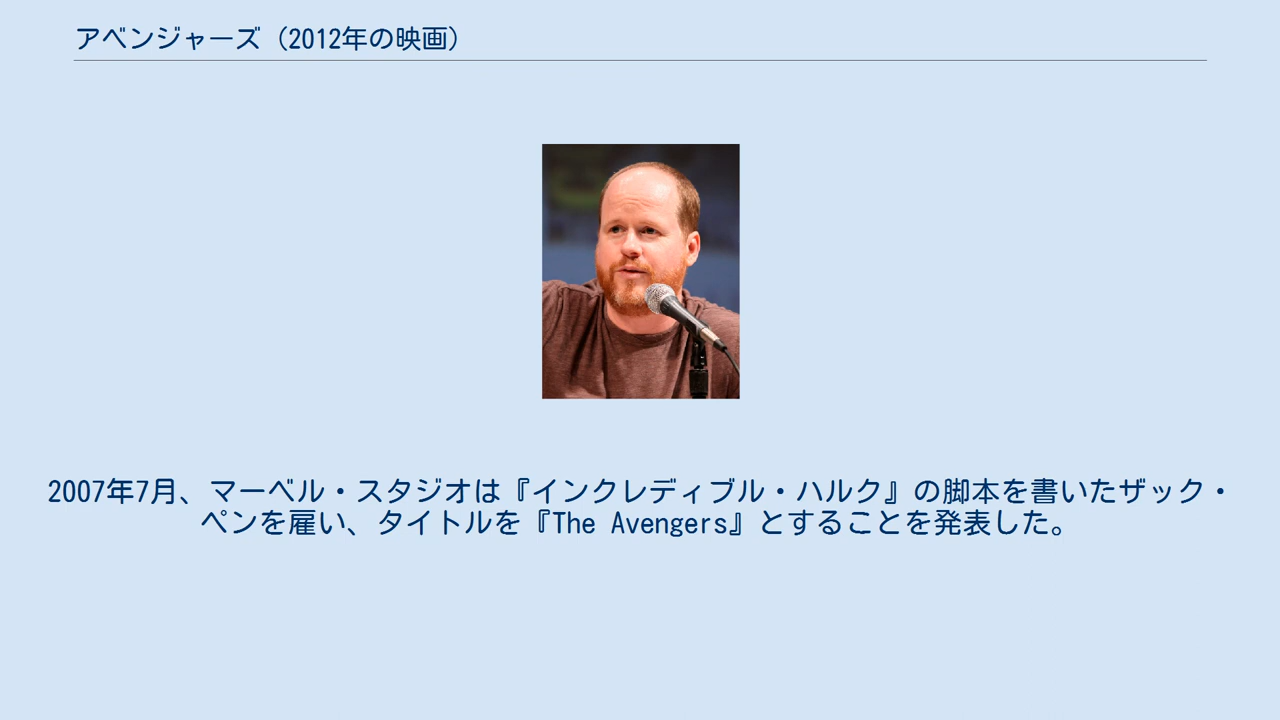 アベンジャーズ（2012年の映画）
2007年7月、マーベル・スタジオは『インクレディブル・ハルク』の脚本を書いたザック・
ペンを雇い、タイトルを『The Avengers』とすることを発表した。